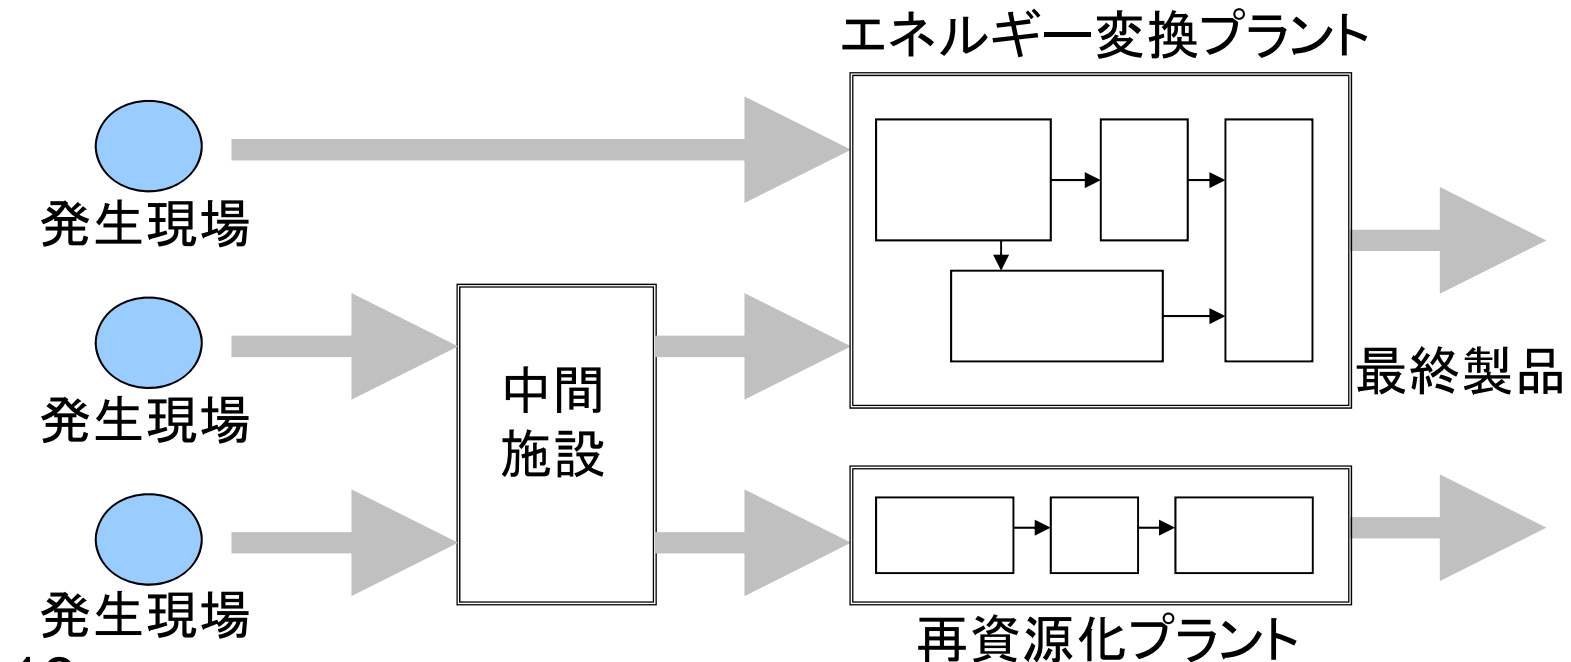 エネルギー変換プラント
発生現場
発生現場
中間
施設
最終製品
発生現場
再資源化プラント